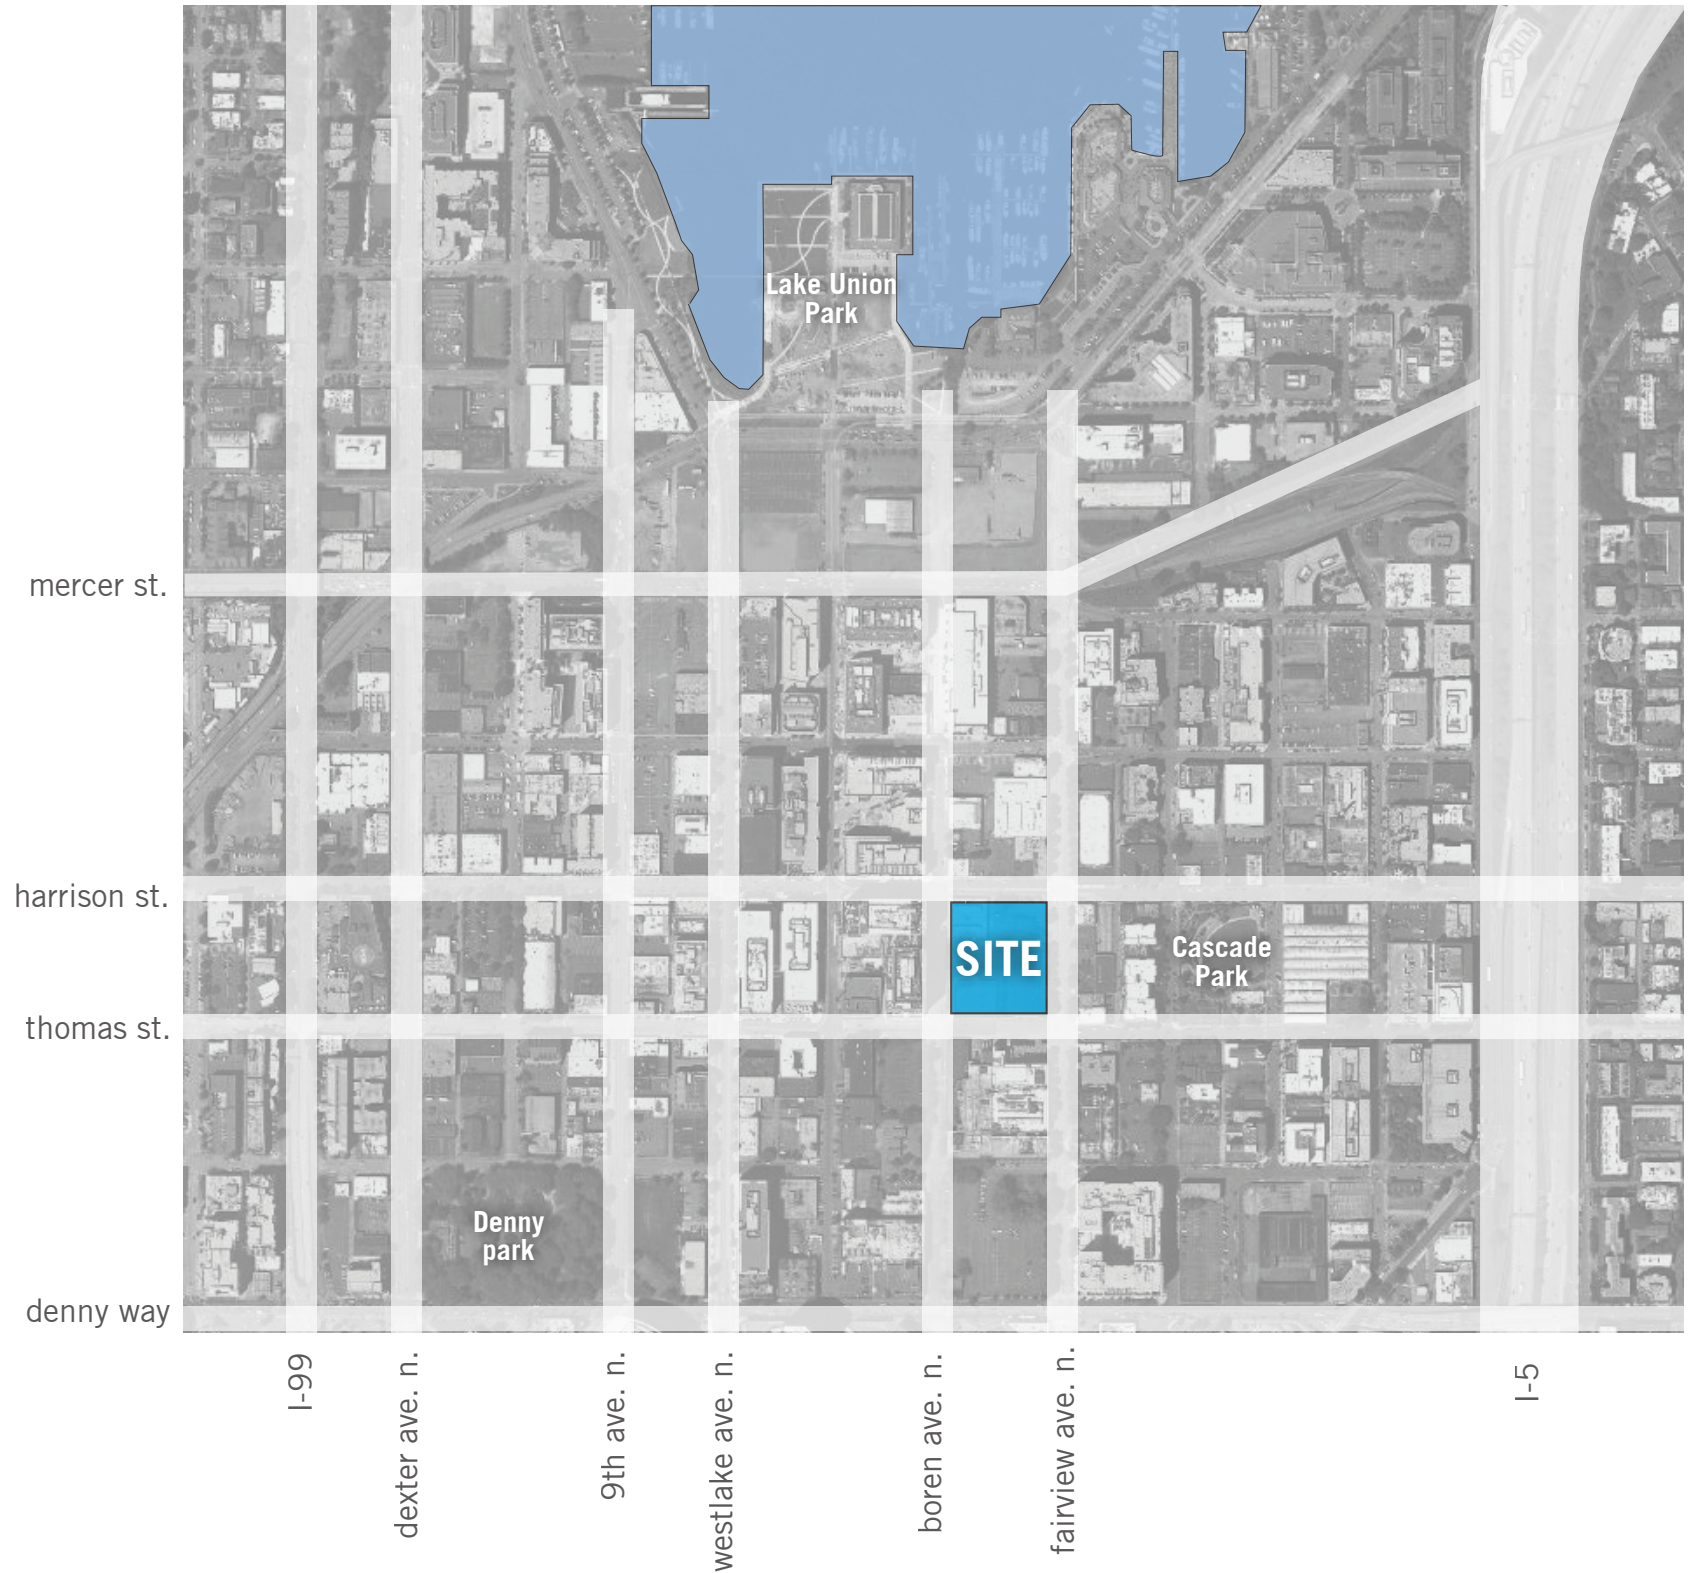 Lake Union
Park
mercer st.
harrison st.
SITE
Cascade
Park
thomas st.
Denny
park
denny way
I-99
dexter ave. n.
9th ave. n.
westlake ave. n.
boren ave. n.
fairview ave. n.
I-5